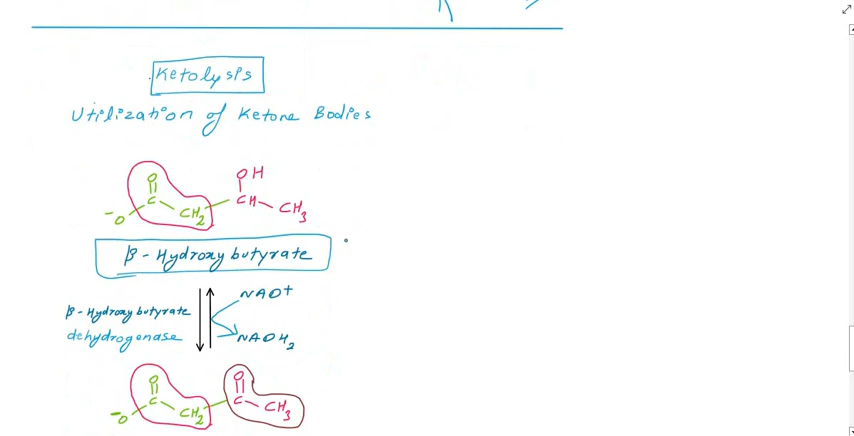 Ketolysis
Utilization of Ketone Bodies
O OH
-O C CH2 CH CH3
β-Hydroxy butyrate
NAD+
β-Hydroxy butyrate
dehydrogenase NADH2
O O
-O C CH2 C CH3